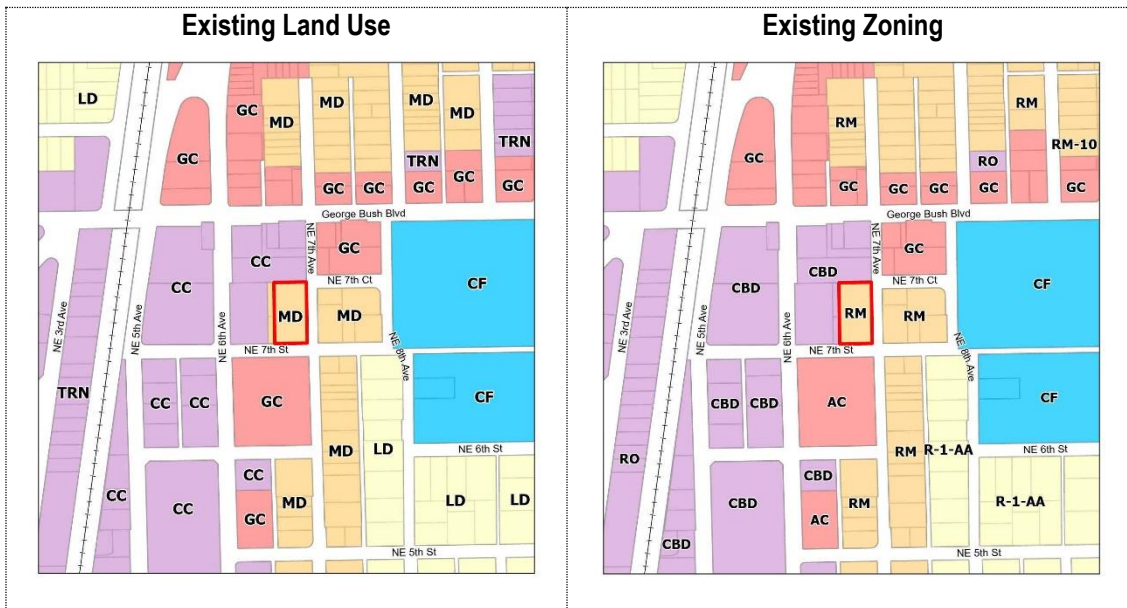 Existing Land Use
LD
GC
MD
MD
MD
MD
GC
TRN
TRN
GC
GC
GC
GC
GC
George Bush Blvd
NE 7th Ave
CC
GC
CC
NE 7th Ct
CF
MD
MD
NE 3rd Ave
NE 5th Ave
NE 6th Ave
NE 7th St
NE 8th Ave
TRN
CC
CC
GC
MD
LD
CF
NE 6th St
CC
CC
CC
GC
MD
LD
LD
NE 5th St
Existing Zoning
RM
RM
GC
RM-10
RO
GC
GC
GC
GC
GC
George Bush Blvd
NE 7th Ave
CBD
GC
CBD
NE 7th Ct
CF
RM
RM
NE 3rd Ave
NE 5th Ave
NE 6th Ave
NE 7th St
NE 8th Ave
CBD
CBD
AC
RM
R-1-AA
CF
NE 6th St
RO
CBD
CBD
CBD
AC
RM
R-1-AA
NE 5th St